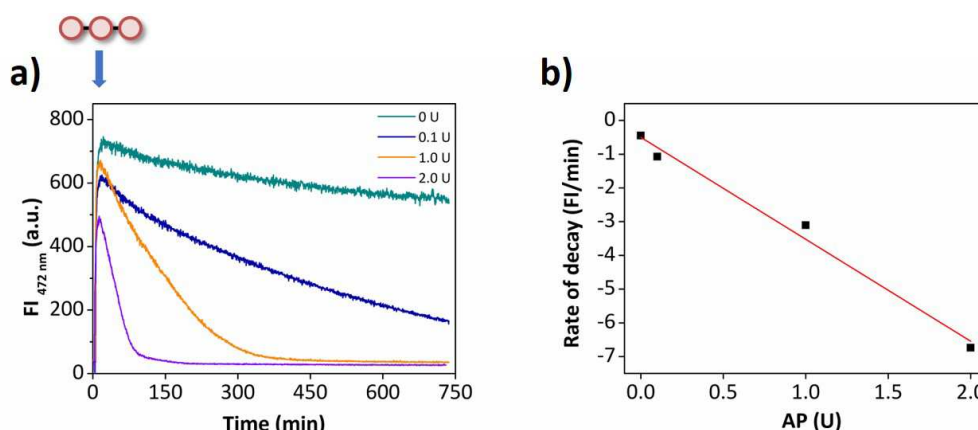 a)
FI 472 nm (a.u.)
800
600
400
200
0
0 U
0.1 U
1.0 U
2.0 U
0 150 300 450 600 750
Time (min)
b)
Rate of decay (FI/min)
0
-1
-2
-3
-4
-5
-6
-7
0.0 0.5 1.0 1.5 2.0
AP (U)